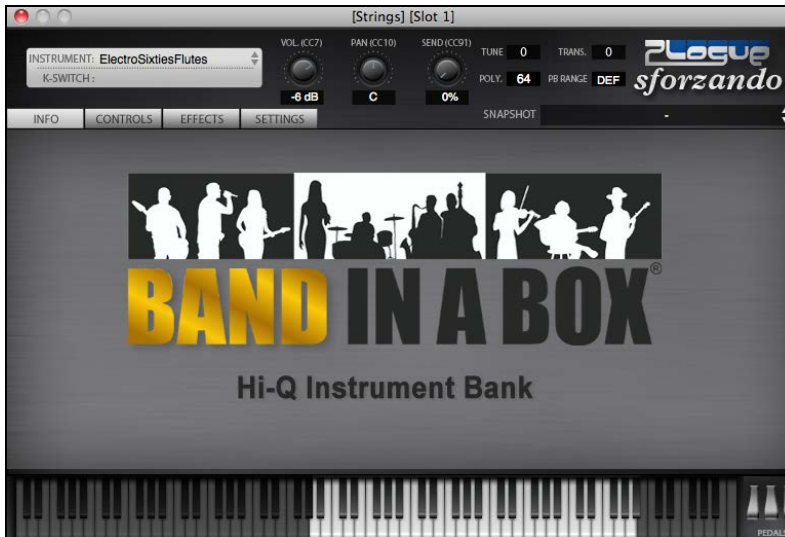 [Strings] [Slot 1]
INSTRUMENT: ElectroSixtiesFlutes
K-SWITCH :
VOL. (CC7)
-6 dB
PAN (CC10)
C
SEND (CC91)
0%
TUNE 0
TRANS. 0
POLY. 64
PB RANGE DEF
PLogue
sforzando
INFO
CONTROLS
EFFECTS
SETTINGS
SNAPSHOT -
BAND IN A BOX®
Hi-Q Instrument Bank
PEDALS